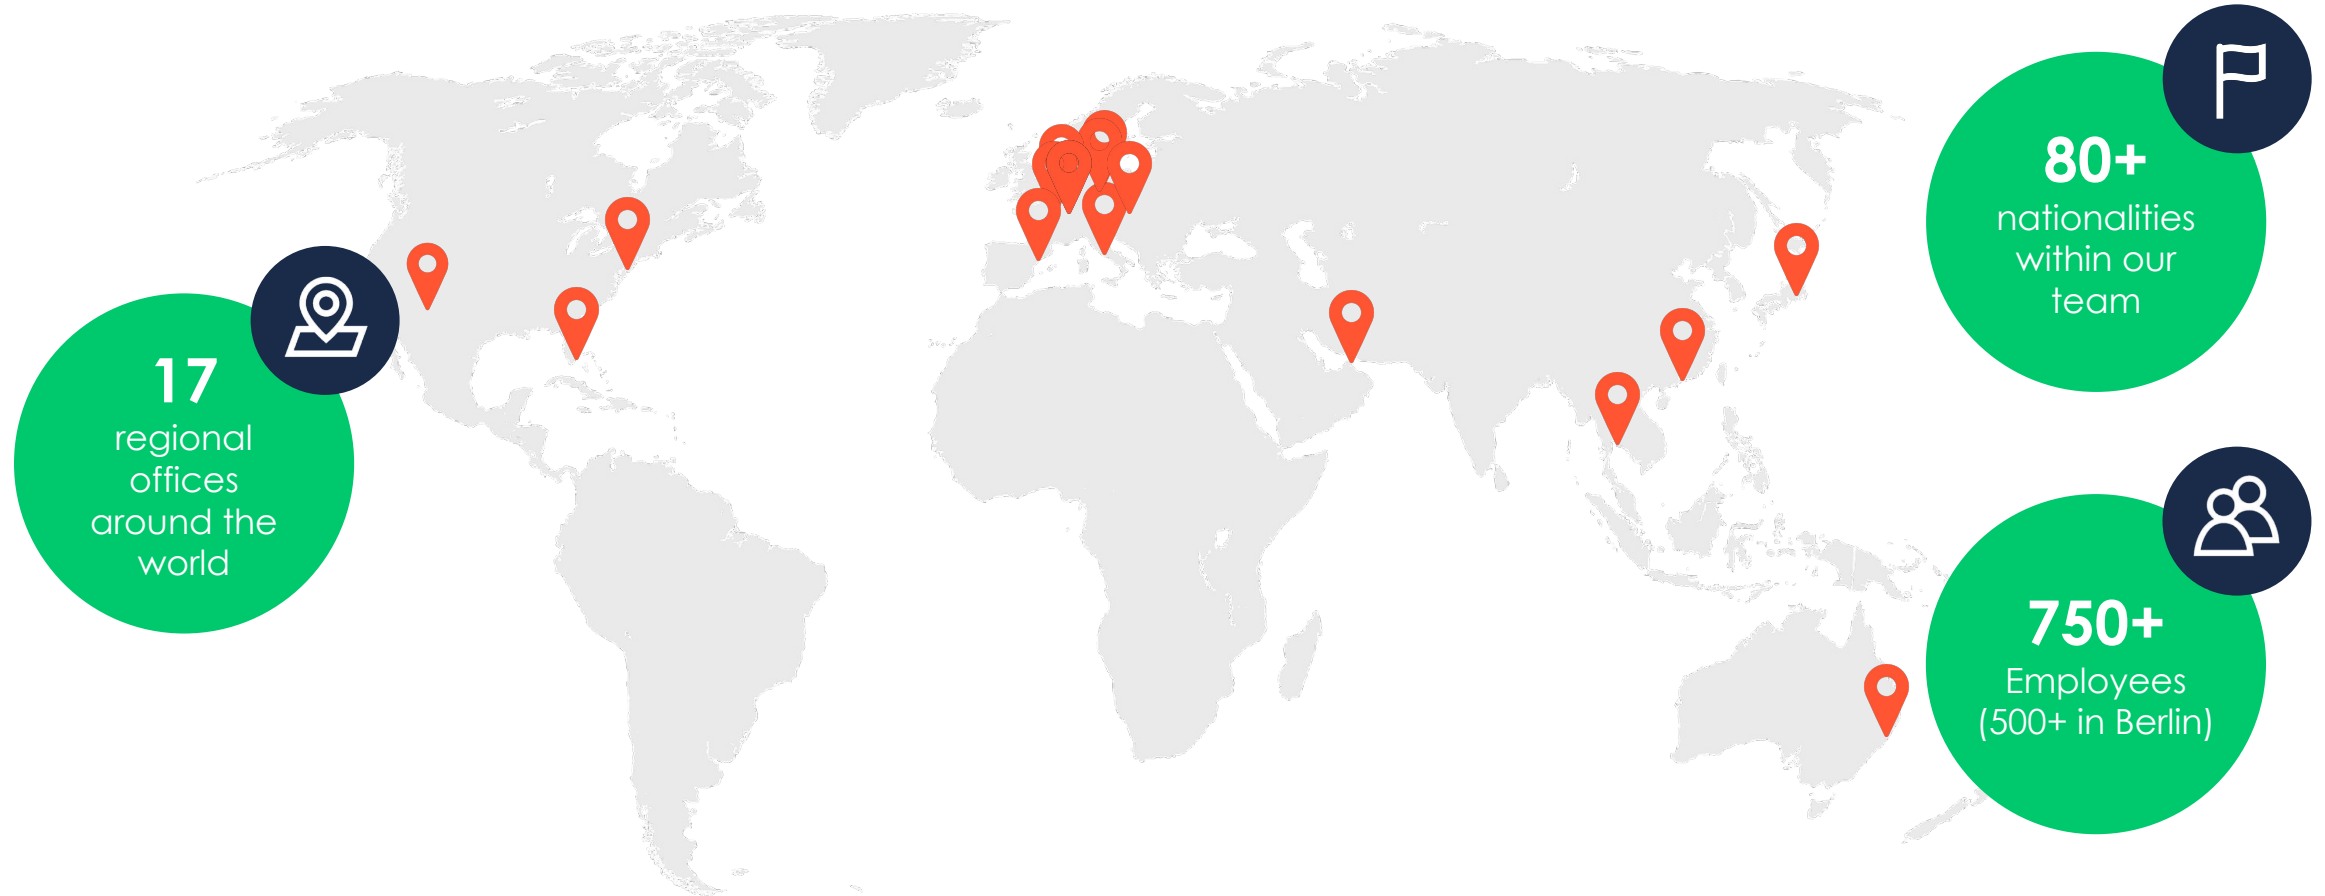 17
regional
offices
around the
world
80+
nationalities
within our
team
750+
Employees
(500+ in Berlin)